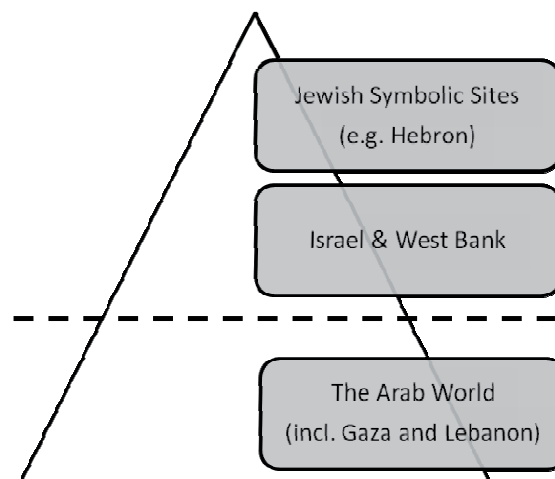 Jewish Symbolic Sites
(e.g. Hebron)
Israel & West Bank
The Arab World
(incl. Gaza and Lebanon)